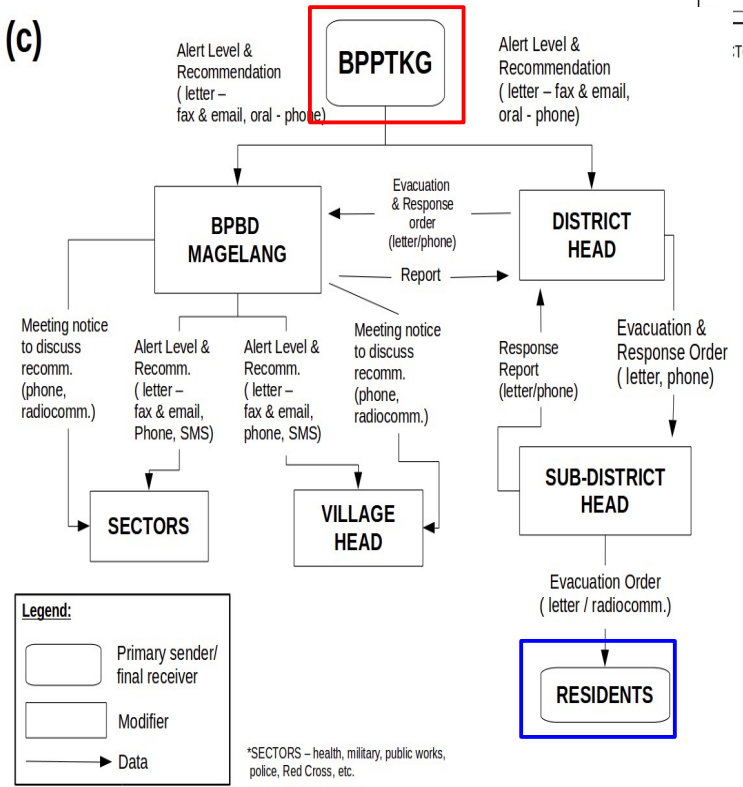 (c)
Alert Level &
Recommendation
( letter –
fax & email, oral - phone)
BPPTKG
Alert Level &
Recommendation
( letter – fax & email,
oral - phone)
BPBD
MAGELANG
Evacuation
& Response
order
(letter/phone)
Report
DISTRICT
HEAD
Meeting notice
to discuss
recomm.
(phone,
radiocomm.)
Alert Level &
Recomm.
( letter –
fax & email,
Phone, SMS)
Alert Level &
Recomm.
( letter –
fax & email,
phone, SMS)
Meeting notice
to discuss
recomm.
(phone,
radiocomm.)
Response
Report
(letter/phone)
Evacuation &
Response Order
( letter, phone)
SECTORS
VILLAGE
HEAD
SUB-DISTRICT
HEAD
Evacuation Order
( letter / radiocomm.)
RESIDENTS
Legend:
Primary sender/
final receiver
Modifier
Data
*SECTORS – health, military, public works,
police, Red Cross, etc.